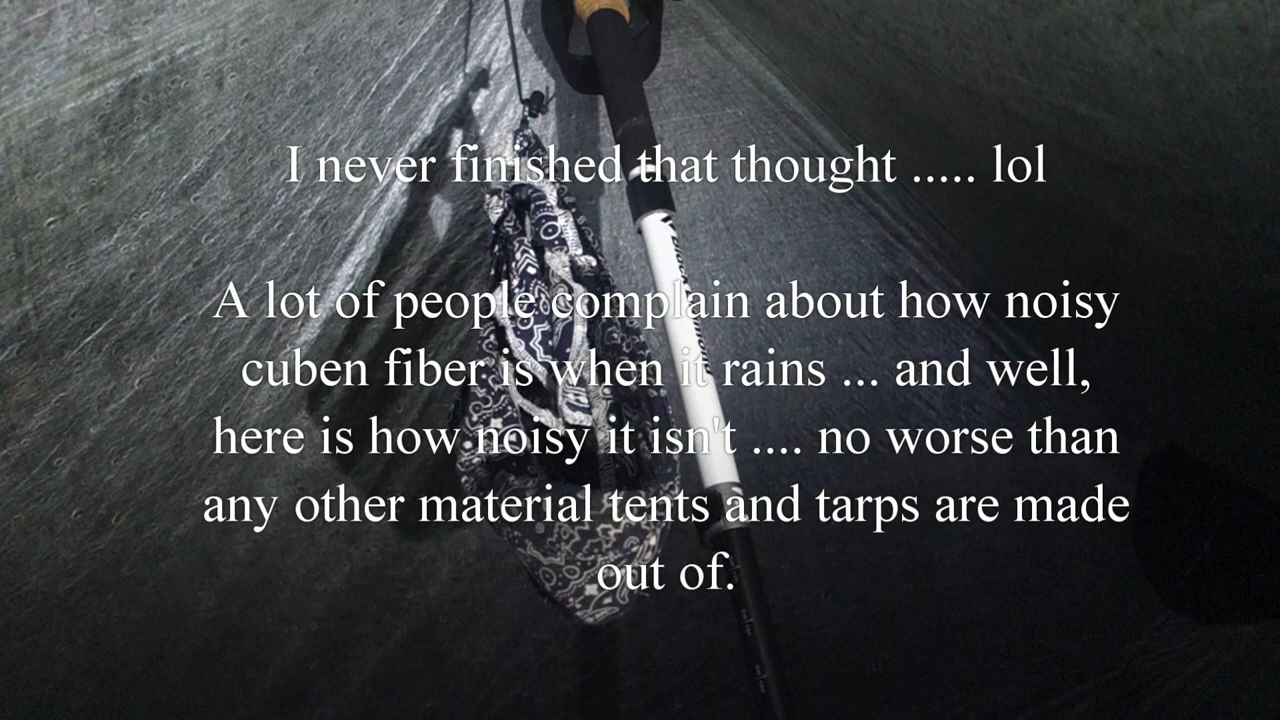 I never finished that thought ..... lol
A lot of people complain about how noisy
cuben fiber is when it rains ... and well,
here is how noisy it isn't .... no worse than
any other material tents and tarps are made
out of.